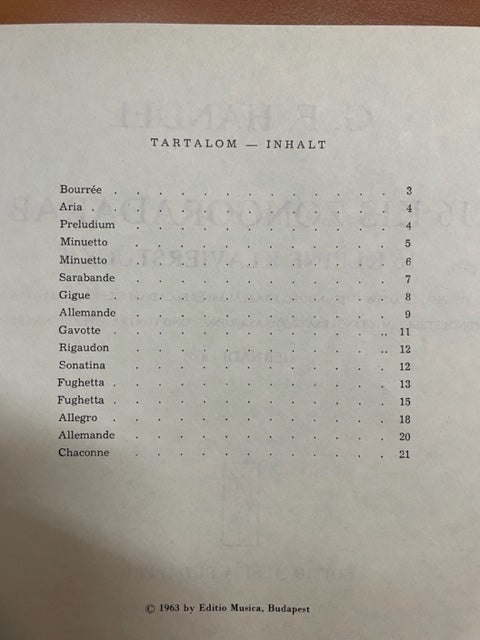 TARTALOM — INHALT
Bourrée . . . . . . . . . . . . . 3
Aria . . . . . . . . . . . . 4
Preludium . . . . . . . . . . . . 4
Minuetto . . . . . . . . . . . . 5
Minuetto . . . . . . . . . . . . 6
Sarabande . . . . . . . . . . . . 7
Gigue . . . . . . . . . . . . 8
Allemande . . . . . . . . . . . . 9
Gavotte . . . . . . . . . . . .. 11
Rigaudon . . . . . . . . . . . .. 12
Sonatina . . . . . . . . . . . . 12
Fughetta . . . . . . . . . . . . . 13
Fughetta . . . . . . . . . . . . . 15
Allegro . . . . . . . . . . . . 18
Allemande . . . . . . . . . . . . 20
Chaconne . . . . . . . . . . . . 21
© 1963 by Editio Musica, Budapest